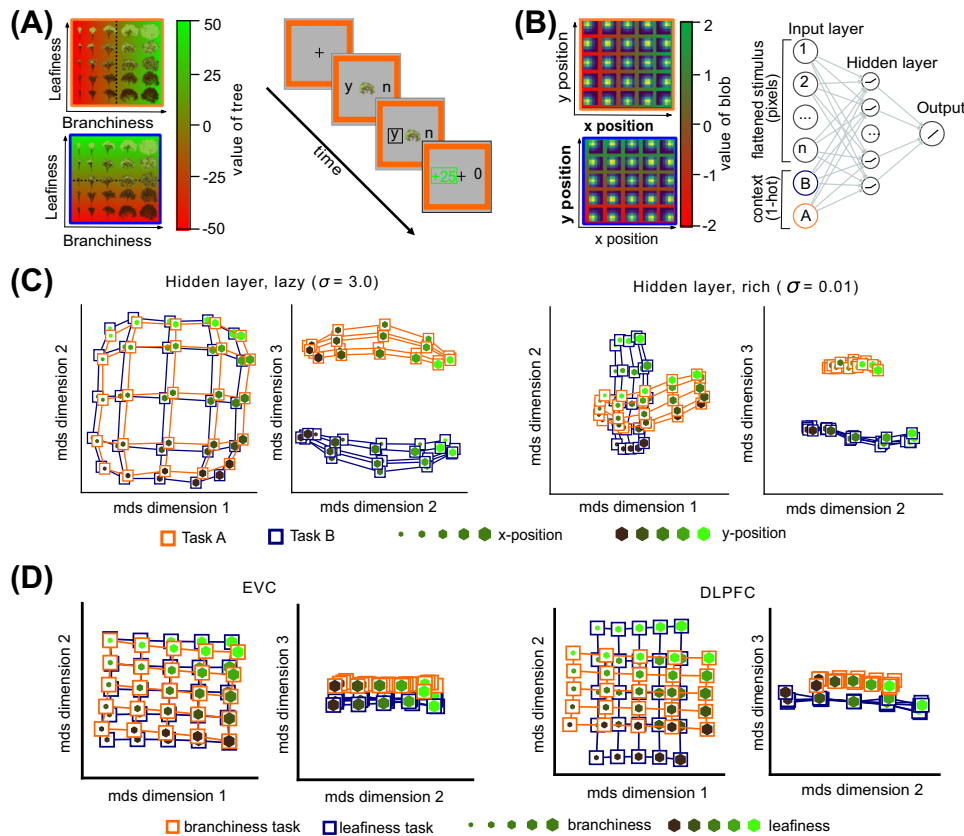 (A)
Leafiness
Branchiness
Leafiness
Branchiness
50
25
0
-25
-50
value of tree
+
y n
y n
+25 + 0
time
(B)
y position
x position
y position
x position
2
1
0
-1
-2
value of blob
Input layer
Hidden layer
Output
flattened stimulus
(pixels)
context
(1-hot)
1
2
...
n
B
A
(C)
Hidden layer, lazy (σ = 3.0)
mds dimension 2
mds dimension 1
mds dimension 3
mds dimension 2
Hidden layer, rich ( σ = 0.01)
mds dimension 2
mds dimension 1
mds dimension 3
mds dimension 2
Task A Task B x-position y-position
(D)
EVC
mds dimension 2
mds dimension 1
mds dimension 3
mds dimension 2
DLPFC
mds dimension 2
mds dimension 1
mds dimension 3
mds dimension 2
branchiness task leafiness task branchiness leafiness